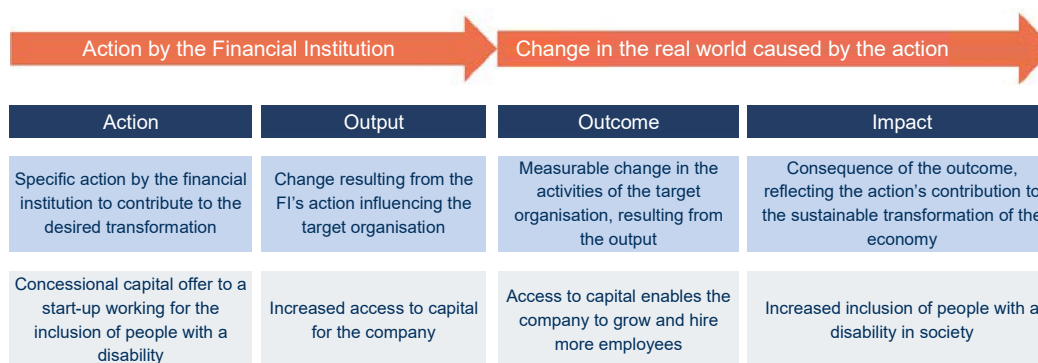 Action by the Financial Institution
Change in the real world caused by the action
Action
Output
Outcome
Impact
Specific action by the financial
institution to contribute to the
desired transformation
Change resulting from the
FI's action influencing the
target organisation
Measurable change in the
activities of the target
organisation, resulting from
the output
Consequence of the outcome,
reflecting the action's contribution to
the sustainable transformation of the
economy
Concessional capital offer to a
start-up working for the
inclusion of people with a
disability
Increased access to capital
for the company
Access to capital enables the
company to grow and hire
more employees
Increased inclusion of people with a
disability in society